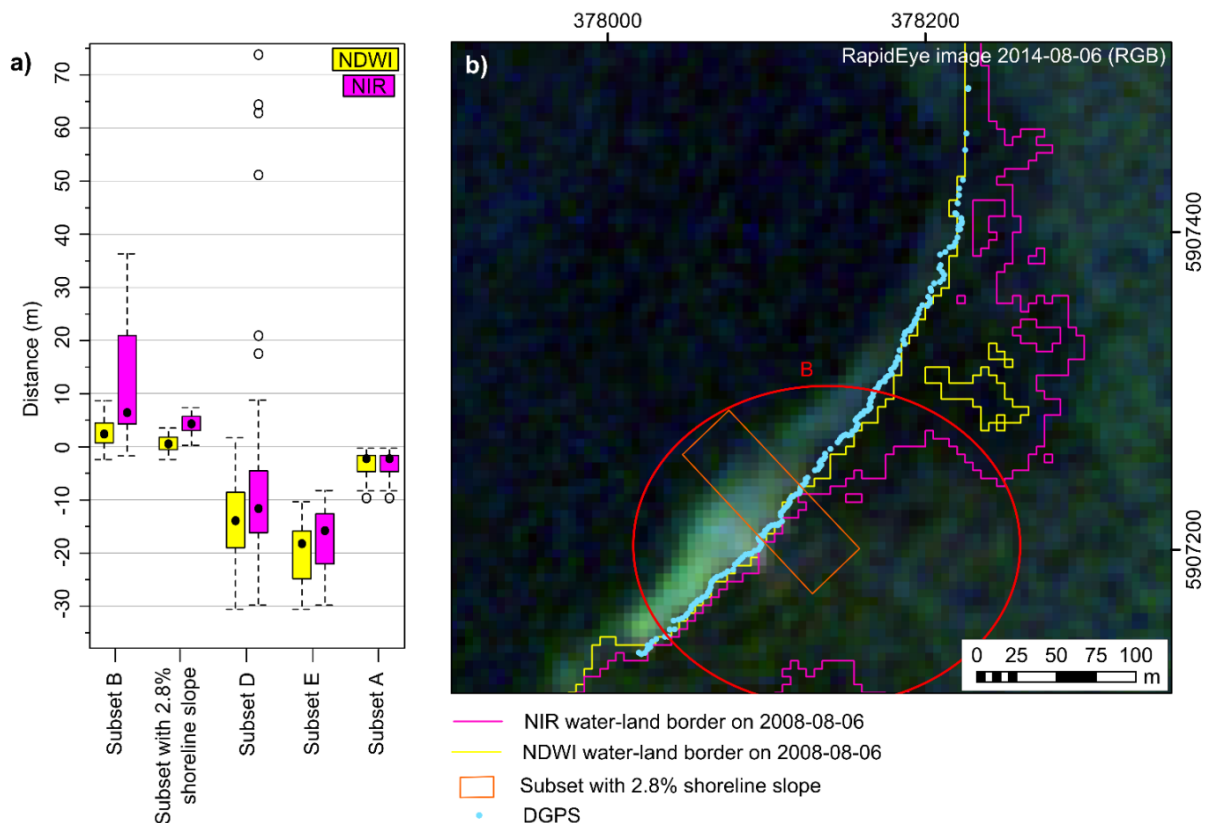 a)
NDWI
NIR
Distance (m)
70
60
50
40
30
20
10
0
-10
-20
-30
Subset B
Subset with 2.8%
shoreline slope
Subset D
Subset E
Subset A
378000
378200
b)
RapidEye image 2014-08-06 (RGB)
5907400
5907200
B
0 25 50 75 100
m
NIR water-land border on 2008-08-06
NDWI water-land border on 2008-08-06
Subset with 2.8% shoreline slope
DGPS